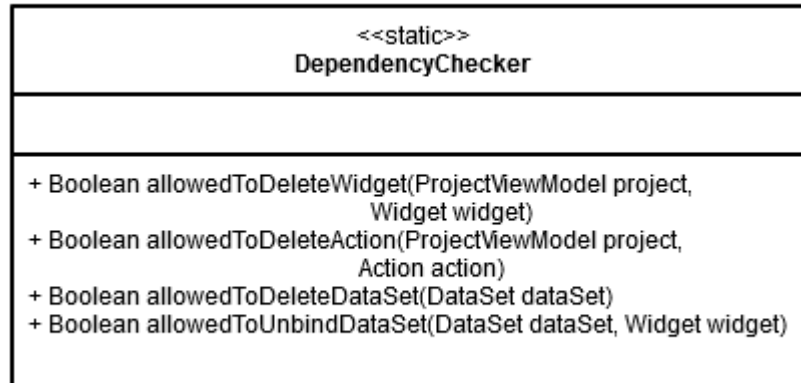 <<static>>
DependencyChecker
+ Boolean allowedToDeleteWidget(ProjectViewModel project,
Widget widget)
+ Boolean allowedToDeleteAction(ProjectViewModel project,
Action action)
+ Boolean allowedToDeleteDataSet(DataSet dataSet)
+ Boolean allowedToUnbindDataSet(DataSet dataSet, Widget widget)